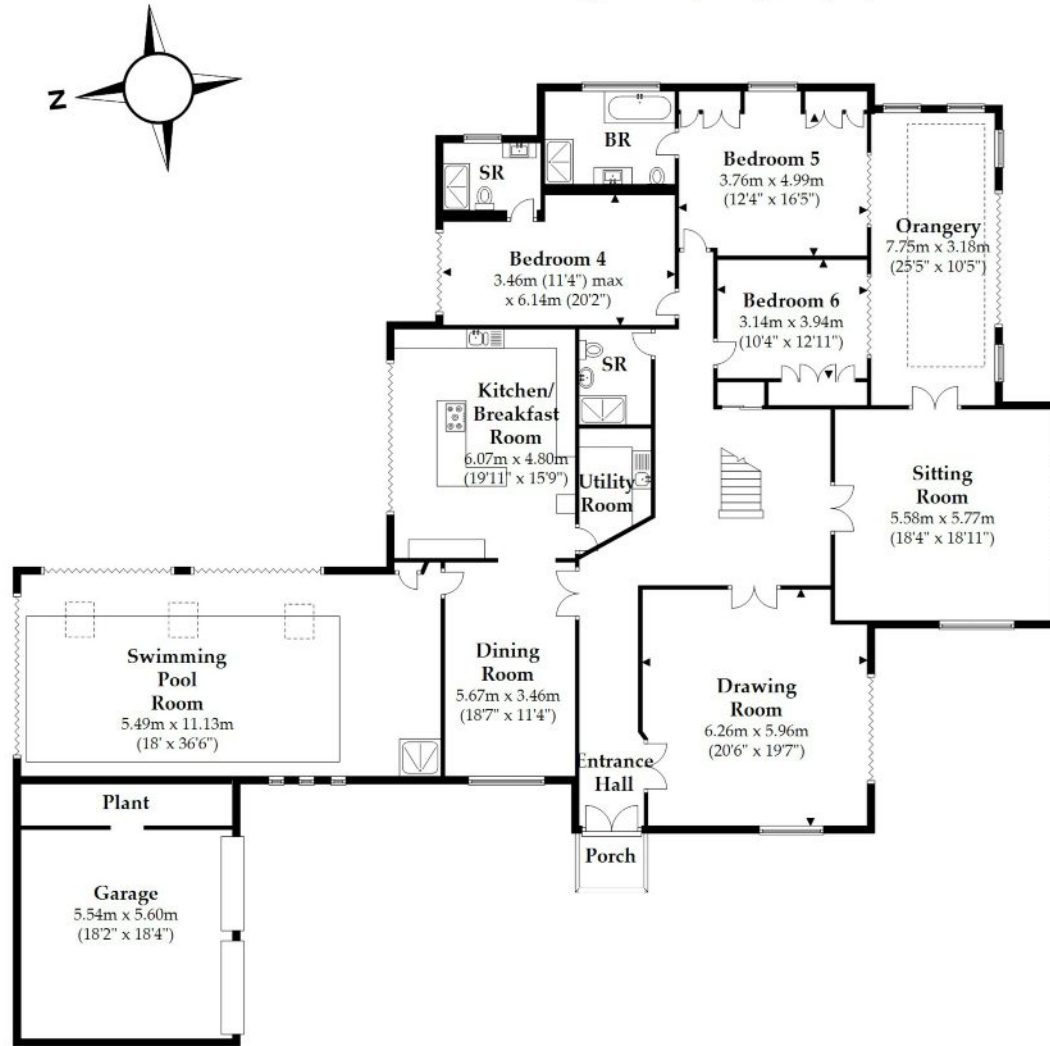 N
BR
SR
Bedroom 5
3.76m x 4.99m
(12'4" x 16'5")
Orangery
7.75m x 3.18m
(25'5" x 10'5")
Bedroom 4
3.46m (11'4") max
x 6.14m (20'2")
Bedroom 6
3.14m x 3.94m
(10'4" x 12'11")
SR
Kitchen/
Breakfast
Room
6.07m x 4.80m
(19'11" x 15'9")
Utility
Room
Sitting
Room
5.58m x 5.77m
(18'4" x 18'11")
Swimming
Pool
Room
5.49m x 11.13m
(18' x 36'6")
Dining
Room
5.67m x 3.46m
(18'7" x 11'4")
Drawing
Room
6.26m x 5.96m
(20'6" x 19'7")
Entrance
Hall
Plant
Porch
Garage
5.54m x 5.60m
(18'2" x 18'4")